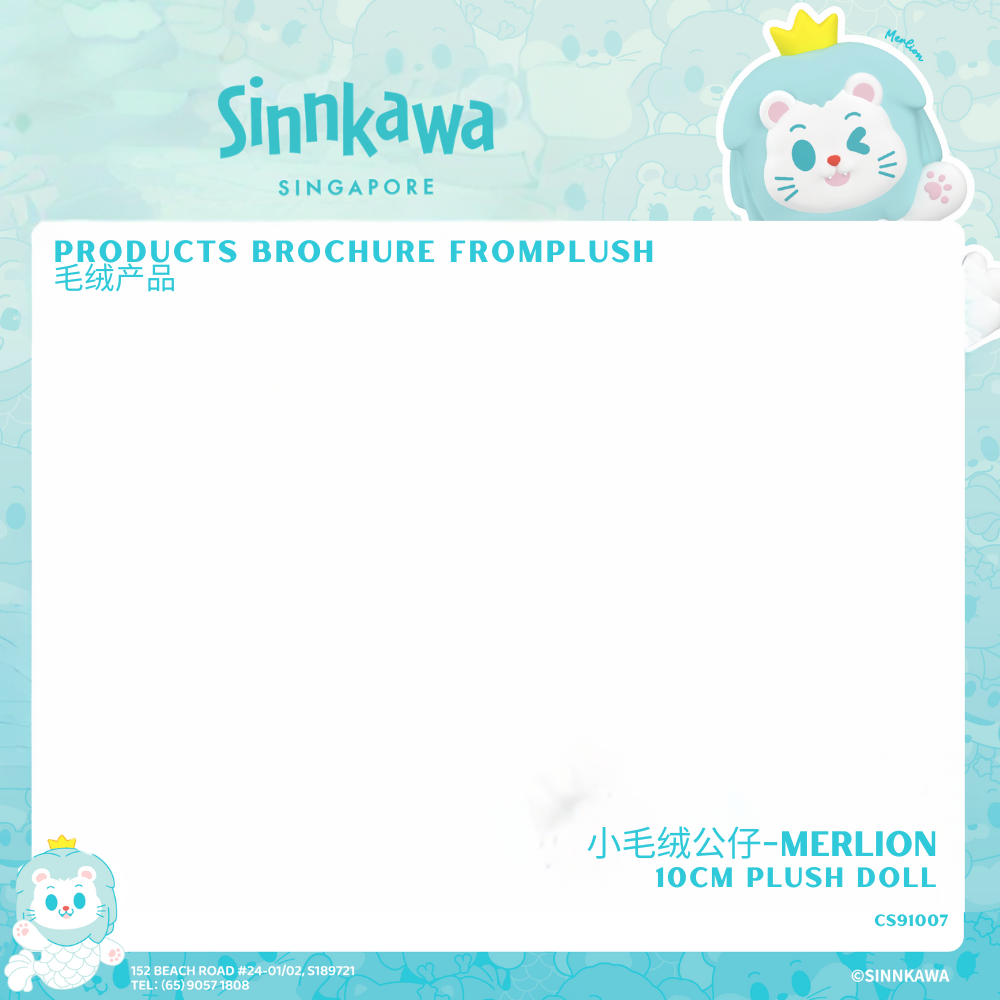 Merlion
Sinnkawa
SINGAPORE
PRODUCTS BROCHURE FROMPLUSH
毛绒产品
小毛绒公仔-MERLION
10CM PLUSH DOLL
CS91007
152 BEACH ROAD #24-01/02, S189721
TEL: (65) 9057 1808
©SINNKAWA